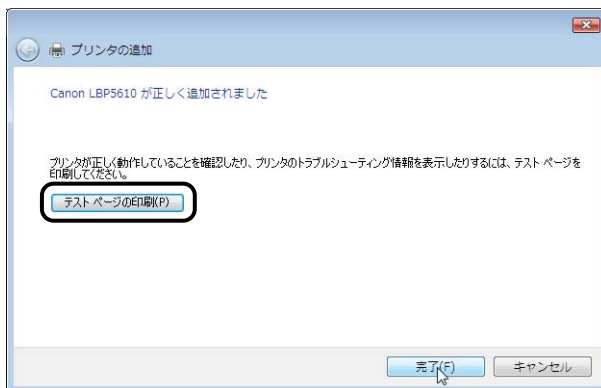 プリンタの追加
Canon LBP5610 が正しく追加されました
プリンタが正しく動作していることを確認したり、プリンタのトラブルシューティング情報を表示したりするには、テスト ページを
印刷してください。
テスト ページの印刷(P)
完了(F)
キャンセル